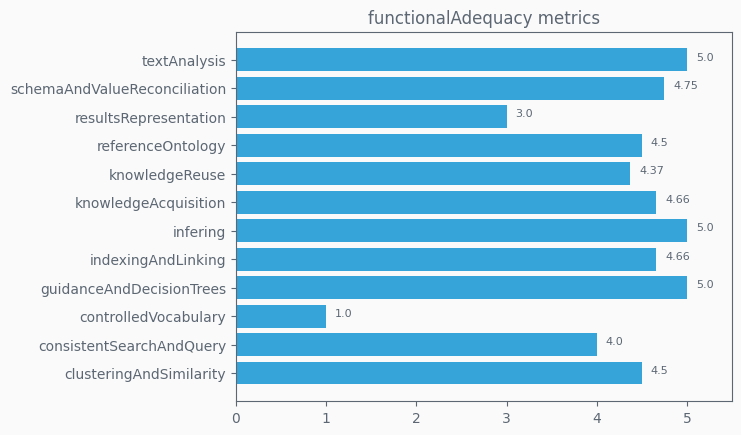 functionalAdequacy metrics
textAnalysis 5.0
schemaAndValueReconciliation 4.75
resultsRepresentation 3.0
referenceOntology 4.5
knowledgeReuse 4.37
knowledgeAcquisition 4.66
infering 5.0
indexingAndLinking 4.66
guidanceAndDecisionTrees 5.0
controlledVocabulary 1.0
consistentSearchAndQuery 4.0
clusteringAndSimilarity 4.5
0 1 2 3 4 5